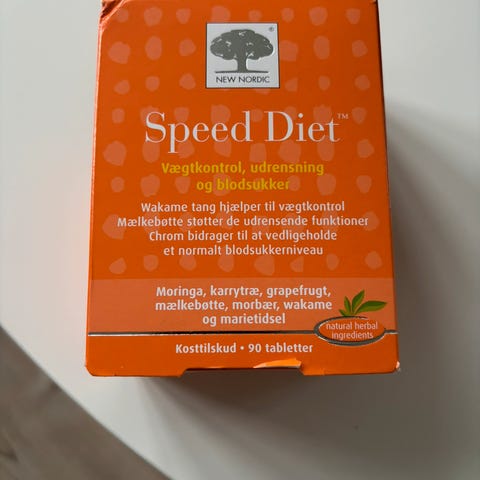 NEW NORDIC®
Speed Diet™
Vægtkontrol, udrensning
og blodsukker
Wakame tang hjælper til vægtkontrol
Mælkebøtte støtter de udrensende funktioner
Chrom bidrager til at vedligeholde
et normalt blodsukkerniveau
Moringa, karrytræ, grapefrugt,
mælkebøtte, morbær, wakame
og marietidsel
natural herbal
ingredients
Kosttilskud • 90 tabletter